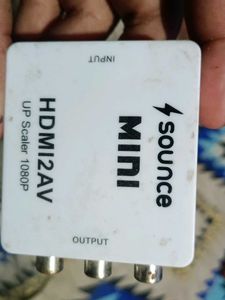 INPUT
sounce
MINI
HDMI2AV
UP Scaler 1080P
OUTPUT